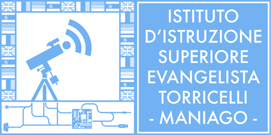 ISTITUTO
D'ISTRUZIONE
SUPERIORE
EVANGELISTA
TORRICELLI
- MANIAGO -